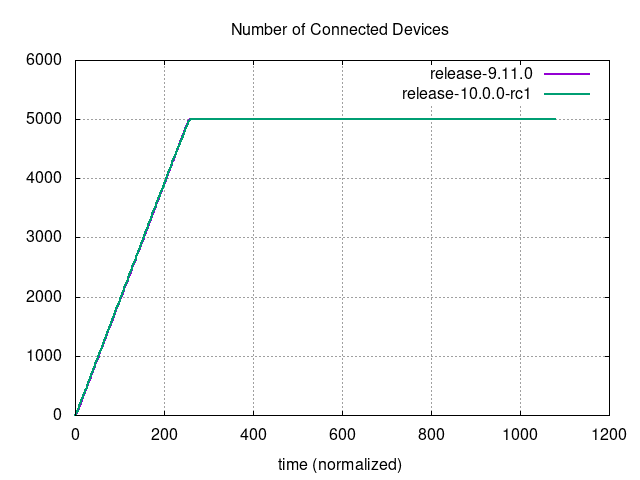 Number of Connected Devices
6000
5000
4000
3000
2000
1000
0
release-9.11.0
release-10.0.0-rc1
0 200 400 600 800 1000 1200
time (normalized)